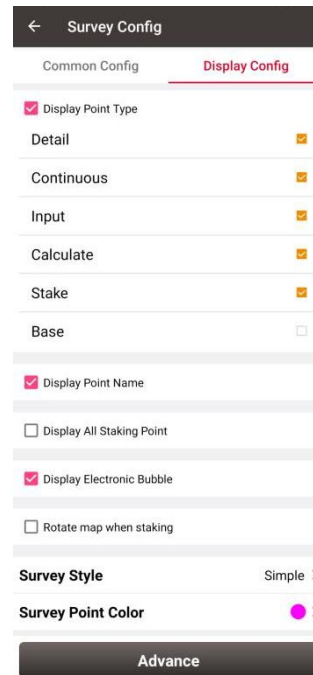 Survey Config
Common Config Display Config
Display Point Type
Detail
Continuous
Input
Calculate
Stake
Base
Display Point Name
Display All Staking Point
Display Electronic Bubble
Rotate map when staking
Survey Style Simple
Survey Point Color
Advance